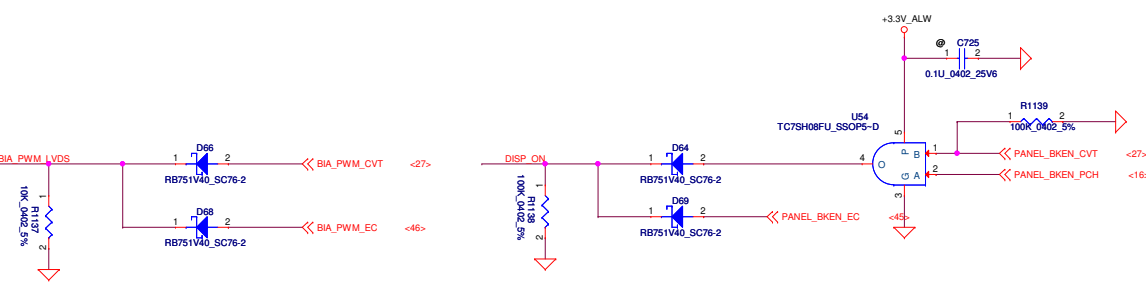 +3.3V_ALW
@ C725
1 2
0.1U_0402_25V6
U54
TC7SH08FU_SSOP5~D
R1139
1 2
100K_0402_5%
5
P
B 1
PANEL_BKEN_CVT <27>
O
4
G A 2
PANEL_BKEN_PCH <16>
3
BIA_PWM_LVDS
D66
1 2
RB751V40_SC76-2
BIA_PWM_CVT <27>
D68
1 2
RB751V40_SC76-2
BIA_PWM_EC <46>
1
2
R1137
10K_0402_5%
DISP_ON
D64
1 2
RB751V40_SC76-2
D69
1 2
RB751V40_SC76-2
PANEL_BKEN_EC <45>
1
2
R1138
100K_0402_5%